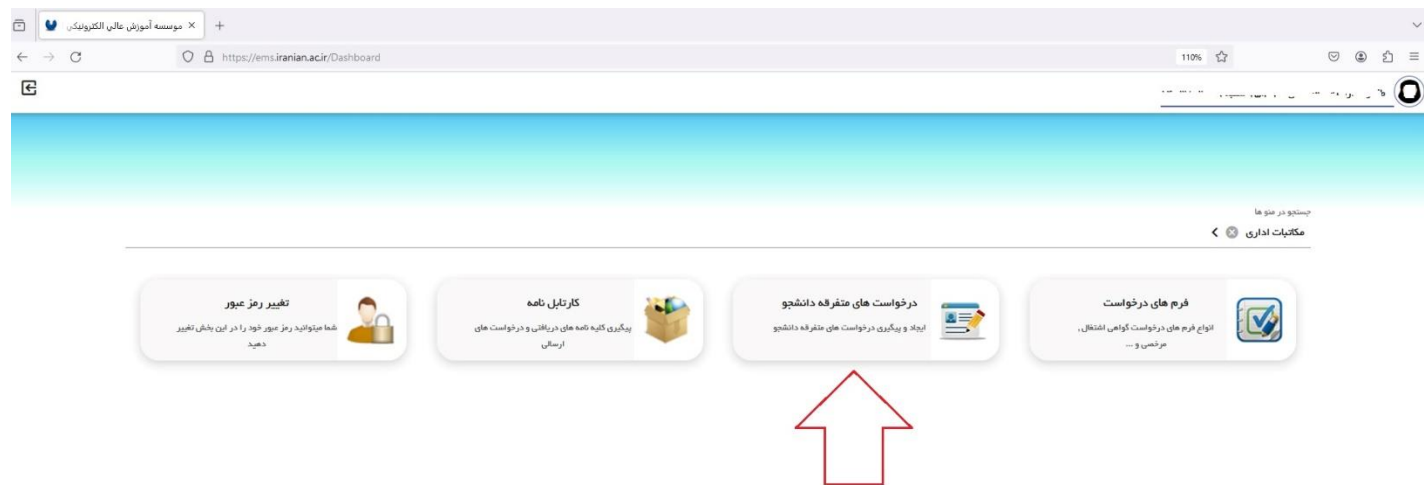 موسسه آموزش عالی الکترونیکی
https://ems.iranian.ac.ir/Dashboard
110%
جستجو در منو ها
مکاتبات اداری
فرم های درخواست
انواع فرم های درخواست گواهی اشتغال ,
مرخصی و ...
درخواست های متفرقه دانشجو
ایجاد و پیگیری درخواست های متفرقه دانشجو
کارتابل نامه
پیگیری کلیه نامه های دریافتی و درخواست های
ارسالی
تغییر رمز عبور
شما میتوانید رمز عبور خود را در این بخش تغییر
دهید